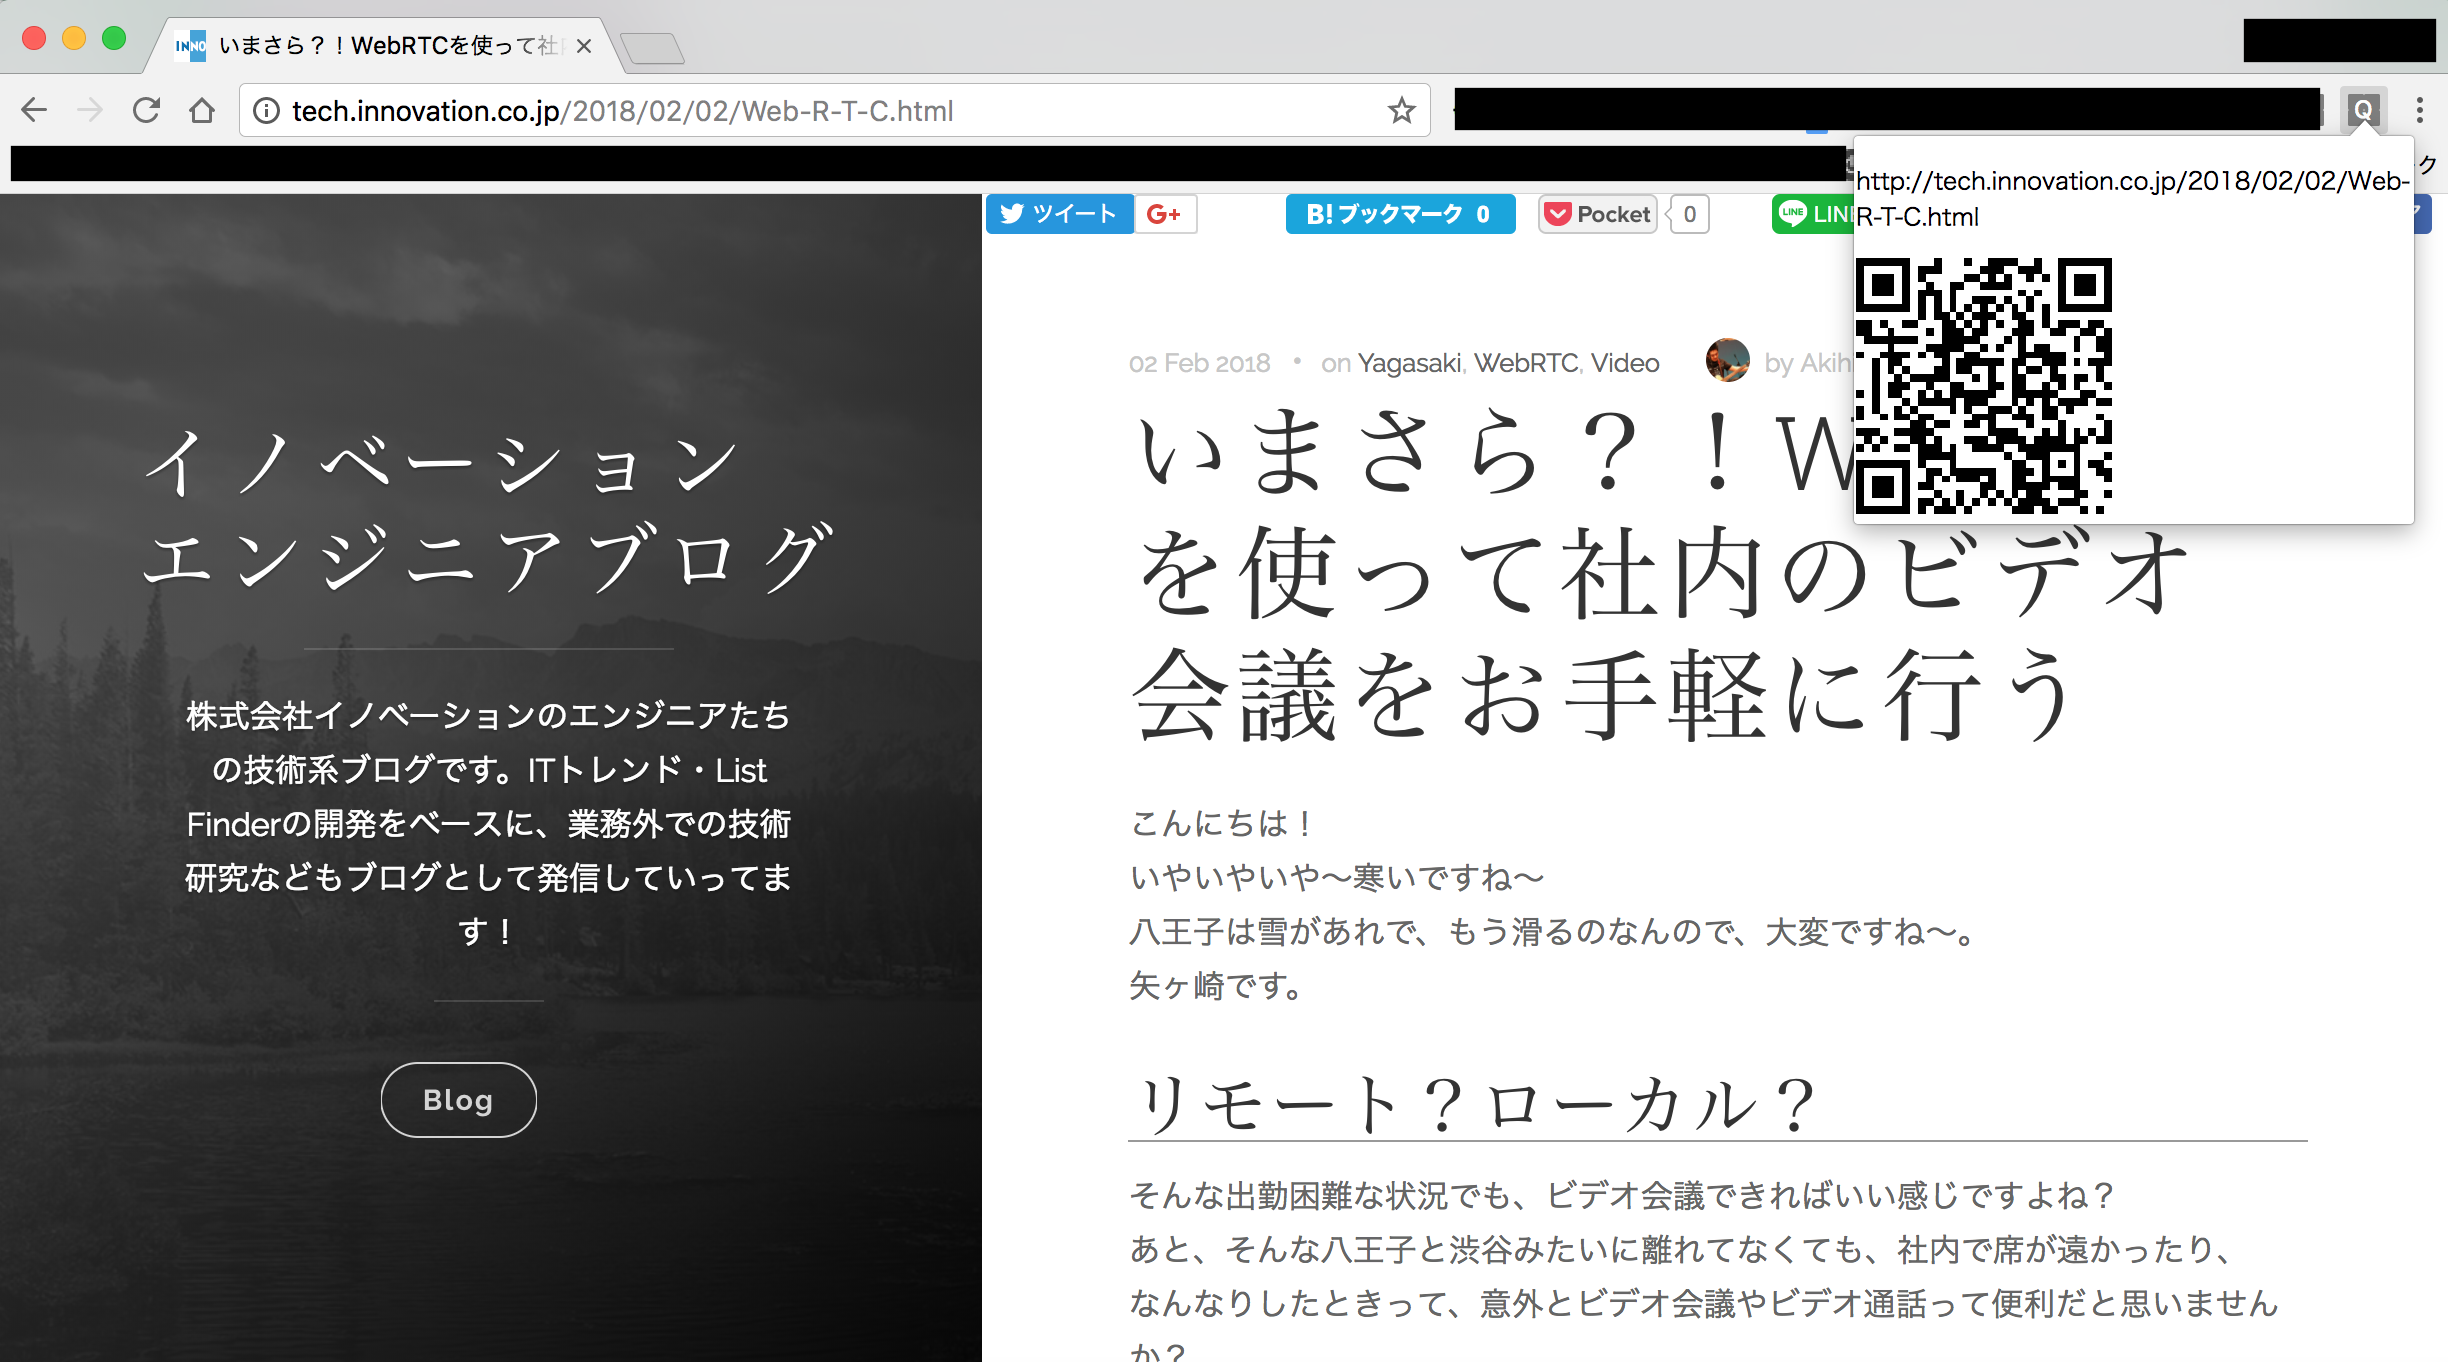 INNO いまさら？！WebRTCを使って社
tech.innovation.co.jp/2018/02/02/Web-R-T-C.html
Q
ク
http://tech.innovation.co.jp/2018/02/02/Web-
R-T-C.html
ツイート G+ B!ブックマーク 0 Pocket 0 LINE LIN
02 Feb 2018 • on Yagasaki, WebRTC, Video by Akih
いまさら？！W
を使って社内のビデオ
会議をお手軽に行う
イノベーション
エンジニアブログ
株式会社イノベーションのエンジニアたち
の技術系ブログです。ITトレンド・List
Finderの開発をベースに、業務外での技術
研究などもブログとして発信していってま
す！
Blog
こんにちは！
いやいやいや〜寒いですね〜
八王子は雪があれで、もう滑るのなんので、大変ですね〜。
矢ヶ崎です。
リモート？ローカル？
そんな出勤困難な状況でも、ビデオ会議できればいい感じですよね？
あと、そんな八王子と渋谷みたいに離れてなくても、社内で席が遠かったり、
なんなりしたときって、意外とビデオ会議やビデオ通話って便利だと思いません
か？